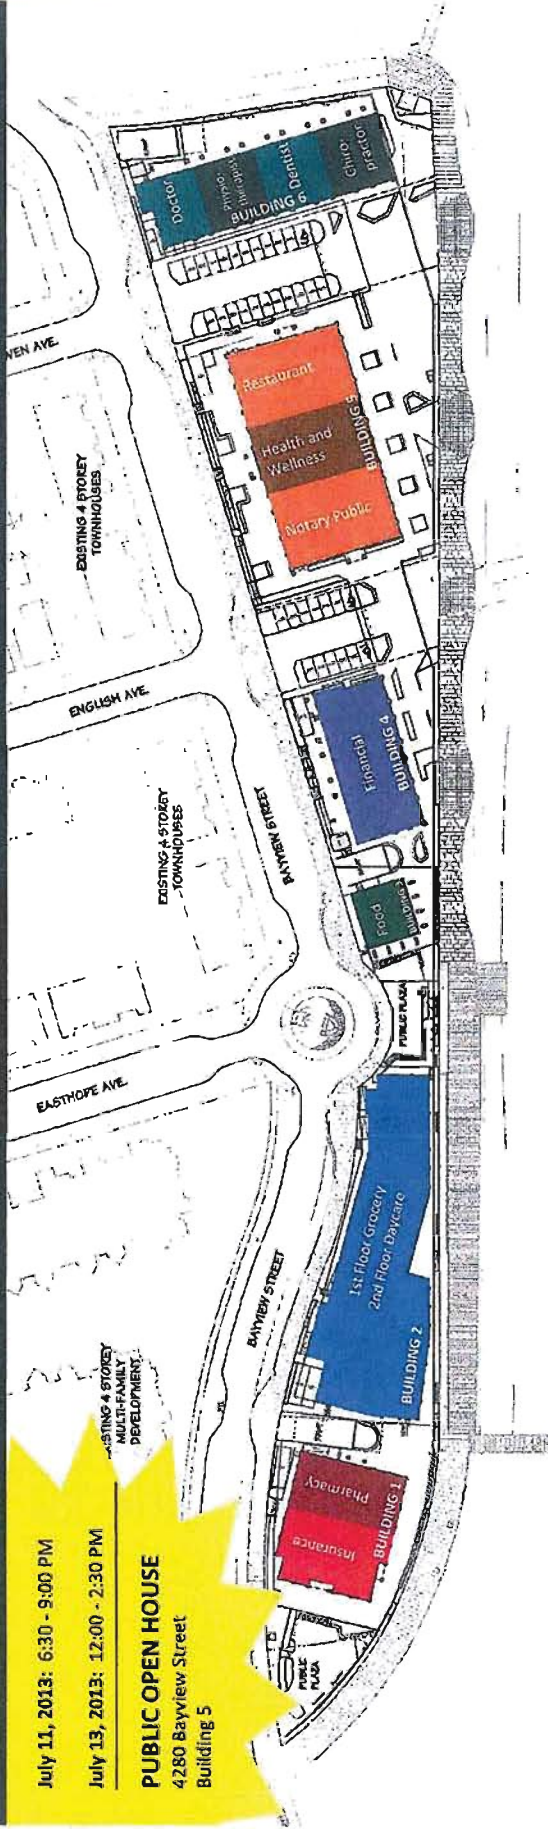 July 11, 2013: 6:30 - 9:00 PM
July 13, 2013: 12:00 - 2:30 PM
PUBLIC OPEN HOUSE
4280 Bayview Street
Building 5
4 STOREY
MULTI-FAMILY
DEVELOPMENT
BAYVIEW STREET
EASTHOPE AVE.
EXISTING 4 STOREY
TOWNHOUSES
BAYVIEW STREET
ENGLISH AVE.
EXISTING 4 STOREY
TOWNHOUSES
AVE.
PUBLIC
PLAZA
Insurance
Pharmacy
BUILDING 1
1st Floor Grocery
2nd Floor Daycare
BUILDING 2
PUBLIC PLAZA
Food
BUILDING
Financial
BUILDING 4
Notary Public
Health and
Wellness
Restaurant
BUILDING 5
Doctor
Physio-
therapist
Dentist
Chiro-
practor
BUILDING 6